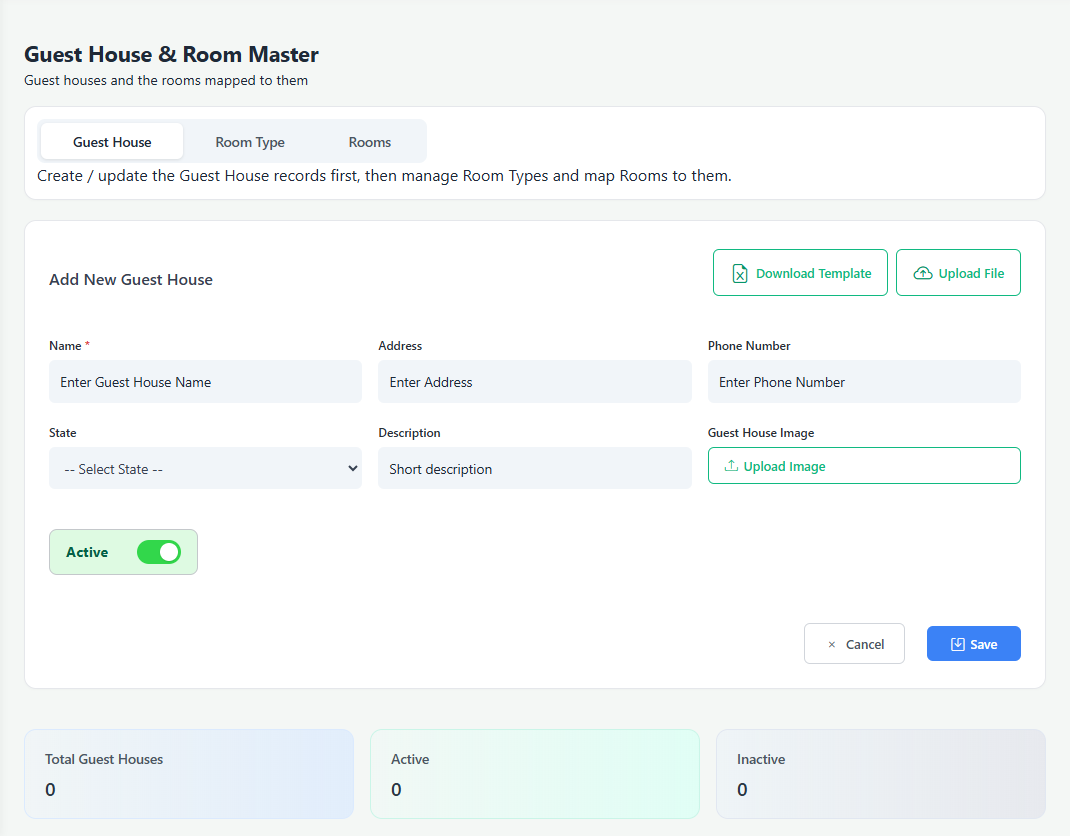 Guest House & Room Master
Guest houses and the rooms mapped to them
Guest House Room Type Rooms
Create / update the Guest House records first, then manage Room Types and map Rooms to them.
Add New Guest House
Download Template Upload File
Name * Address Phone Number
Enter Guest House Name Enter Address Enter Phone Number
State Description Guest House Image
-- Select State -- Short description Upload Image
Active
× Cancel Save
Total Guest Houses Active Inactive
0 0 0